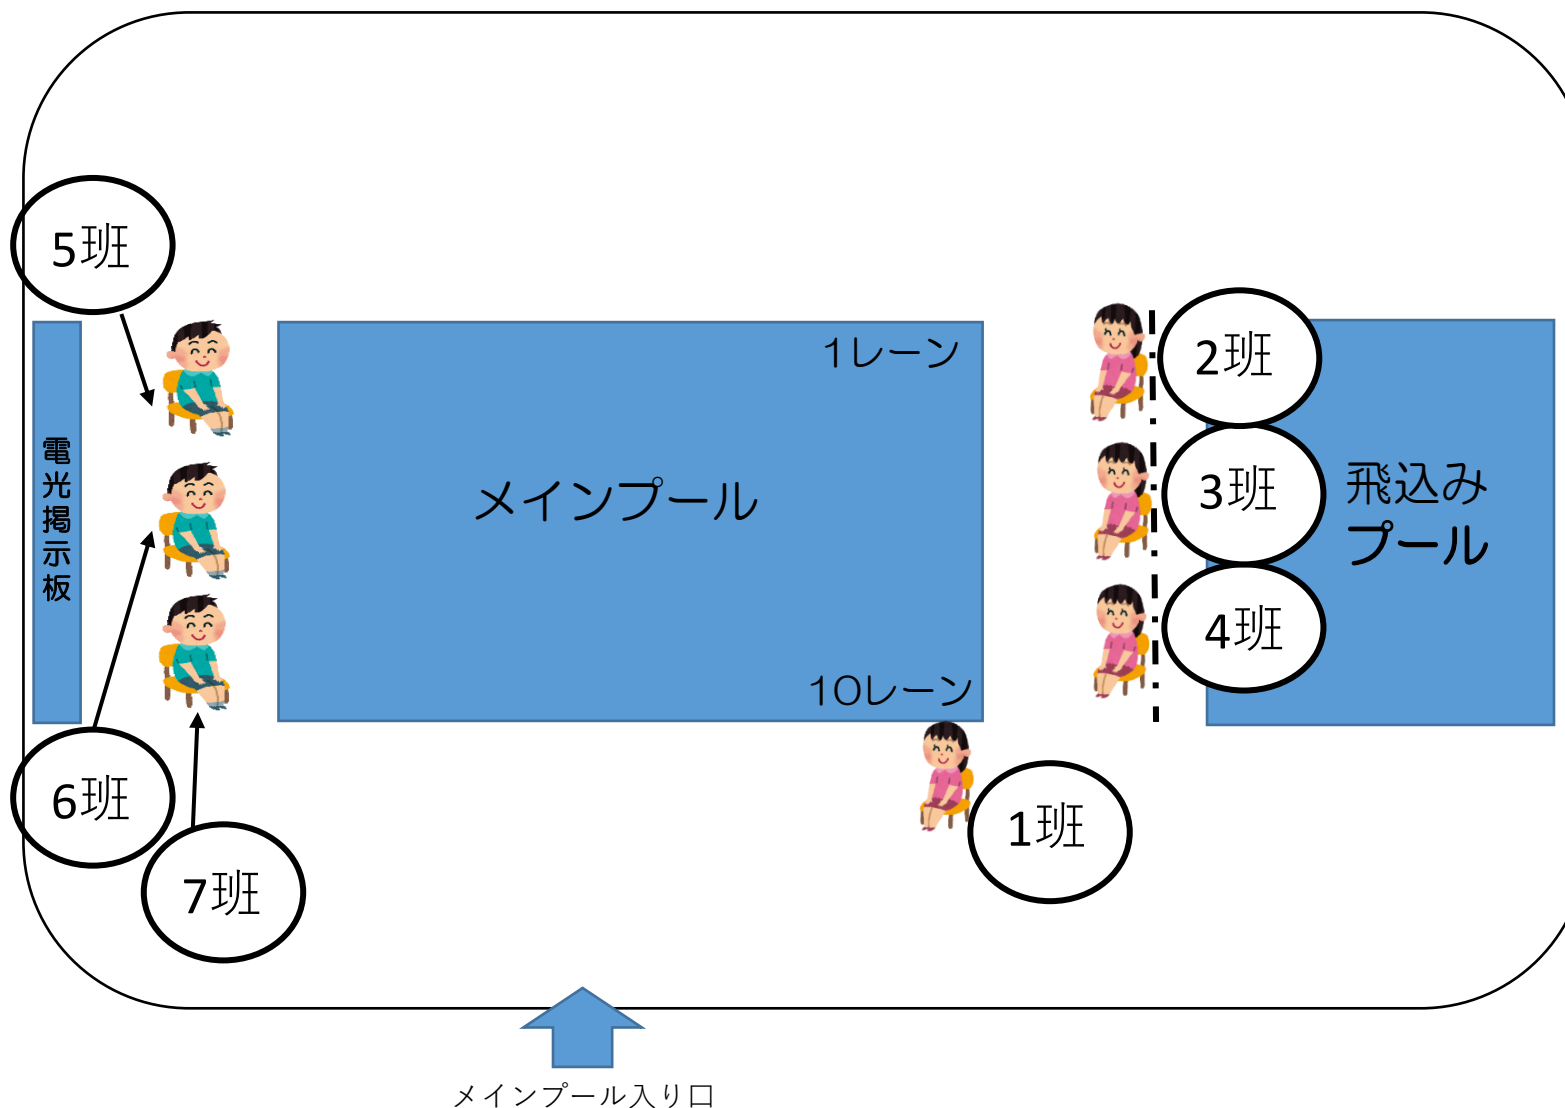 5班
1レーン
2班
電光掲示板
メインプール
3班
飛込み
プール
4班
10レーン
6班
1班
7班
メインプール入り口